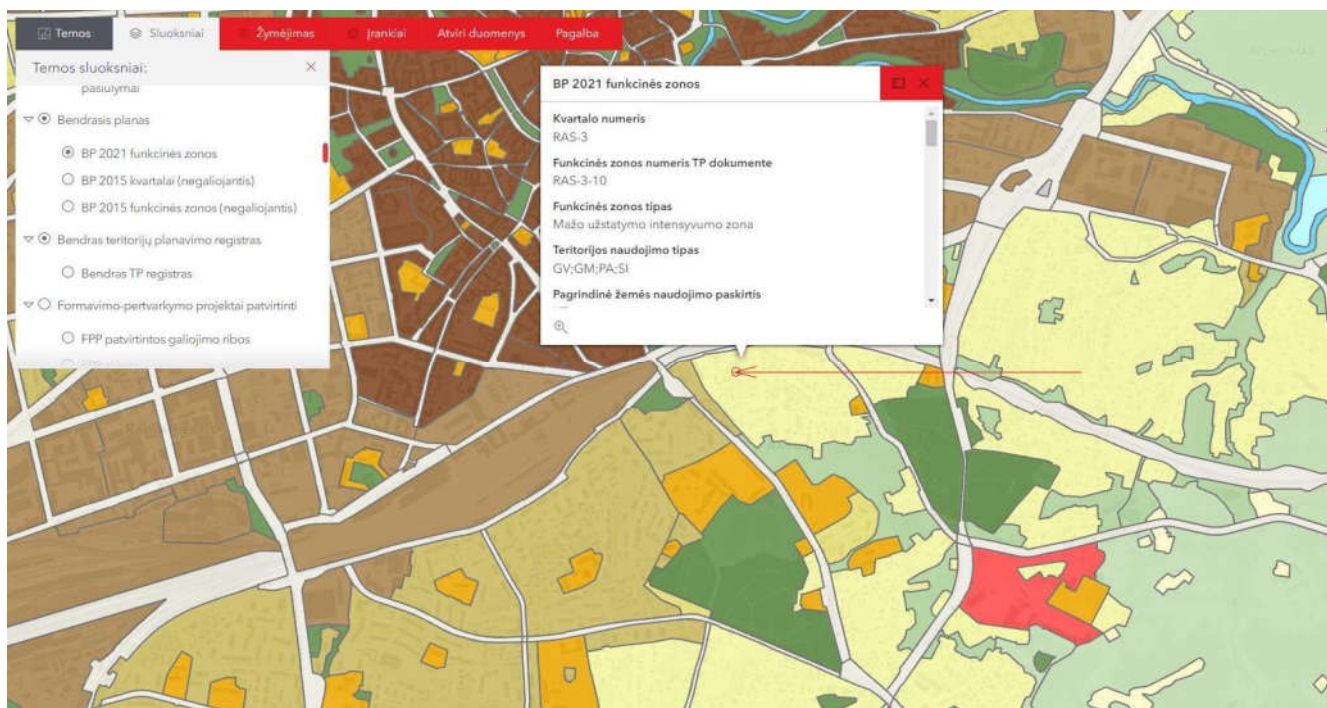 Temos
Sluoksniai
Žymėjimas
Įrankiai
Atviri duomenys
Pagalba
Temos sluoksniai:
pasiūlymai
Bendrasis planas
BP 2021 funkcinės zonos
BP 2015 kvartalai (negaliojantis)
BP 2015 funkcinės zonos (negaliojantis)
Bendras teritorijų planavimo registras
Bendras TP registras
Formavimo-pertvarkymo projektai patvirtinti
FPP patvirtintos galiojimo ribos
BP 2021 funkcinės zonos
Kvartalo numeris
RAS-3
Funkcinės zonos numeris TP dokumente
RAS-3-10
Funkcinės zonos tipas
Mažo užstatymo intensyvumo zona
Teritorijos naudojimo tipas
GV;GM;PA;SI
Pagrindinė žemės naudojimo paskirtis